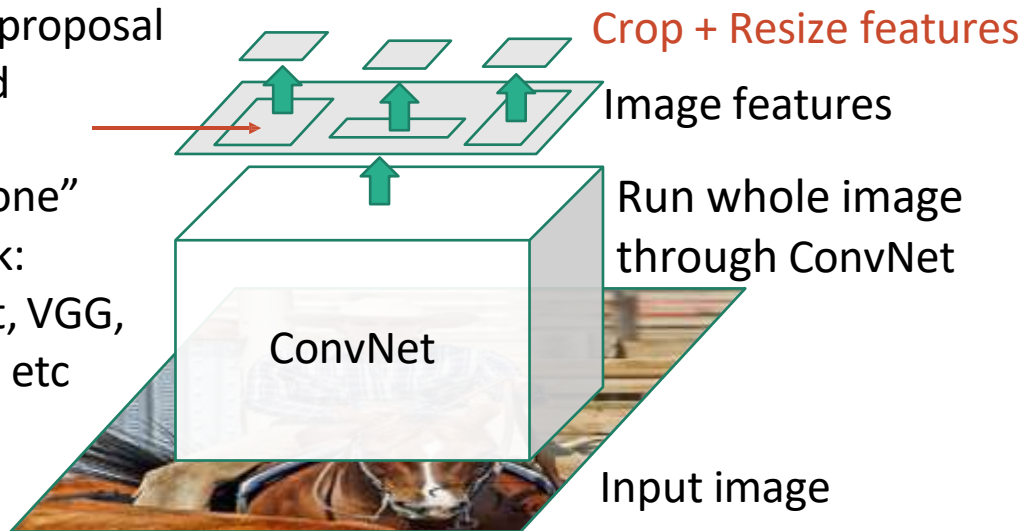 proposal
Crop + Resize features
Image features
one”
Run whole image
k:
through ConvNet
t, VGG,
ConvNet
etc
Input image